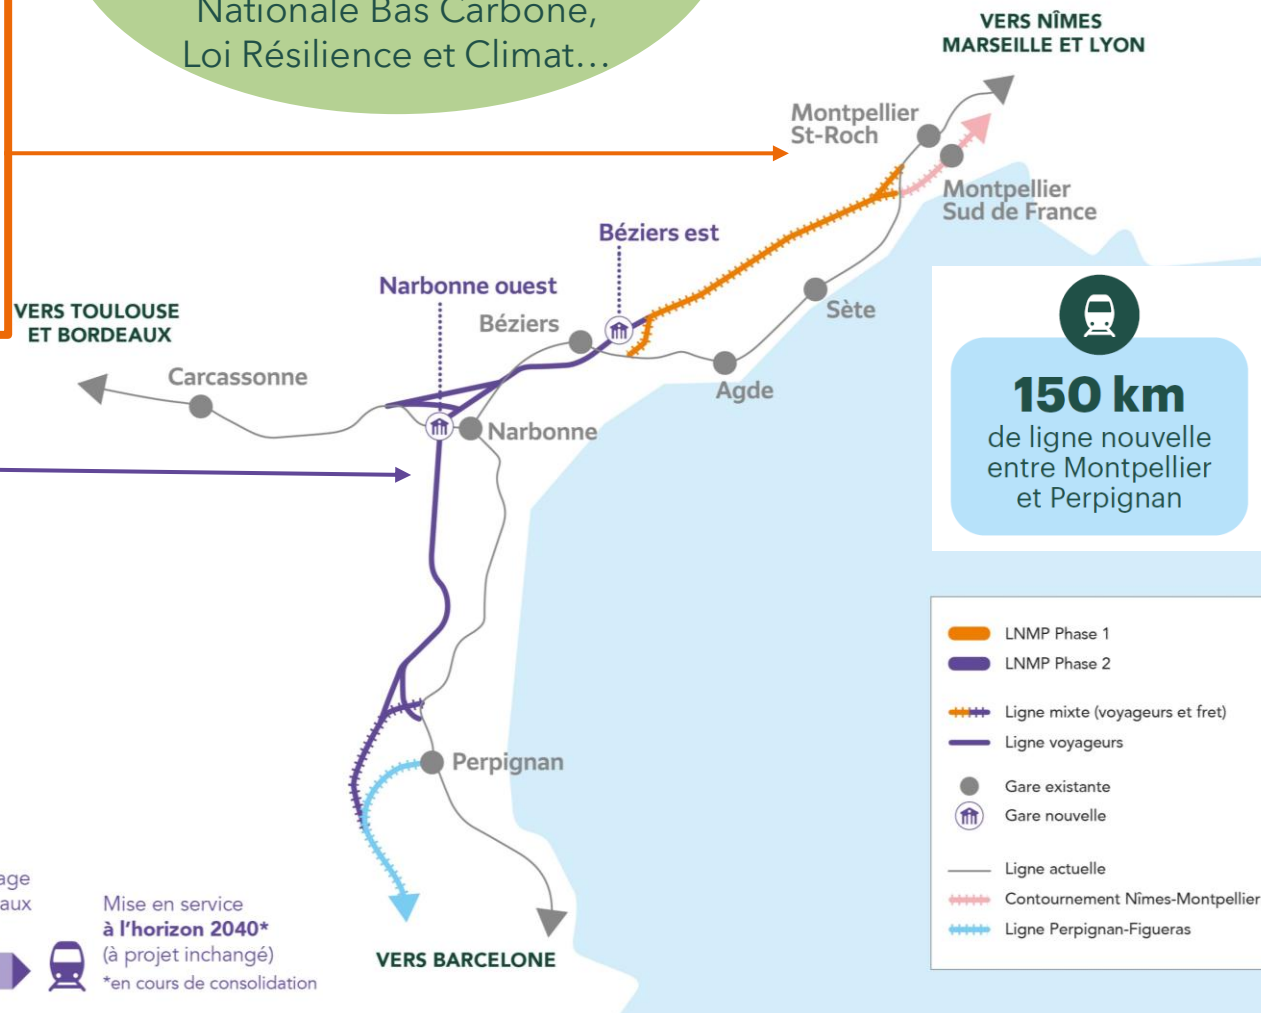 Nationale Bas Carbone,
Loi Résilience et Climat...
VERS NÎMES
MARSEILLE ET LYON
Montpellier
St-Roch
Montpellier
Sud de France
Béziers est
Narbonne ouest
VERS TOULOUSE
ET BORDEAUX
Béziers
Sète
Carcassonne
Agde
Narbonne
150 km
de ligne nouvelle
entre Montpellier
et Perpignan
Perpignan
VERS BARCELONE
LNMP Phase 1
LNMP Phase 2
Ligne mixte (voyageurs et fret)
Ligne voyageurs
Gare existante
Gare nouvelle
Ligne actuelle
Contournement Nîmes-Montpellier
Ligne Perpignan-Figueras
Mise en service
à l'horizon 2040*
(à projet inchangé)
*en cours de consolidation